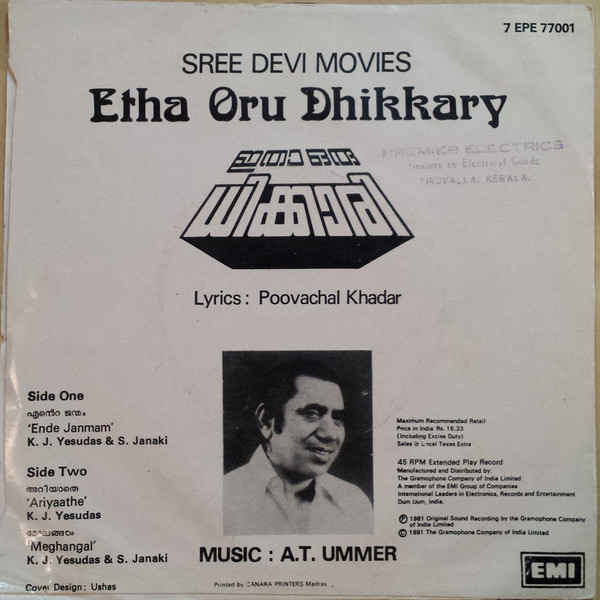 7 EPE 77001
SREE DEVI MOVIES
Etha Oru Dhikkary
ഇതാ ഒരു
ധിക്കാരി
PREMIER ELECTRICS
Dealers in Electrical Goods
TIRUVALLA, KERALA.
Lyrics : Poovachal Khadar
Side One
എന്റെ ജന്മം
'Ende Janmam'
K. J. Yesudas & S. Janaki
Side Two
അറിയാതെ
'Ariyaathe'
K. J. Yesudas
മേഘങ്ങൾ
'Meghangal'
K. J. Yesudas & S. Janaki
Cover Design : Ushas
MUSIC : A.T. UMMER
Printed by CANARA PRINTERS Madras
Maximum Recommended Retail
Price in India Rs. 16.33
(Including Excise Duty)
Sales & Local Taxes Extra
45 RPM Extended Play Record
Manufactured and Distributed by:
The Gramophone Company of India Limited
A member of the EMI Group of Companies
International Leaders in Electronics, Records and Entertainment
Dum Dum, India.
Ⓟ 1981 Original Sound Recording by the Gramophone Company
of India Limited
© 1981 The Gramophone Company of India Limited
EMI